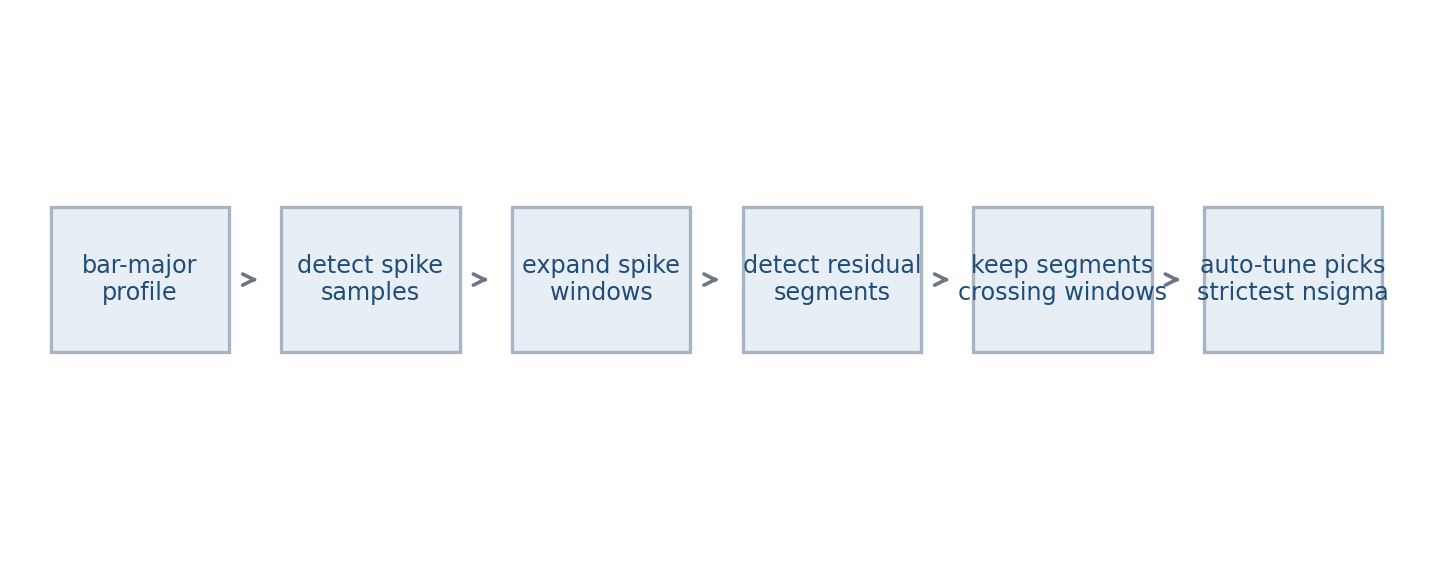 bar-major
profile
detect spike
samples
expand spike
windows
detect residual
segments
keep segments
crossing windows
auto-tune picks
strictest nsigma